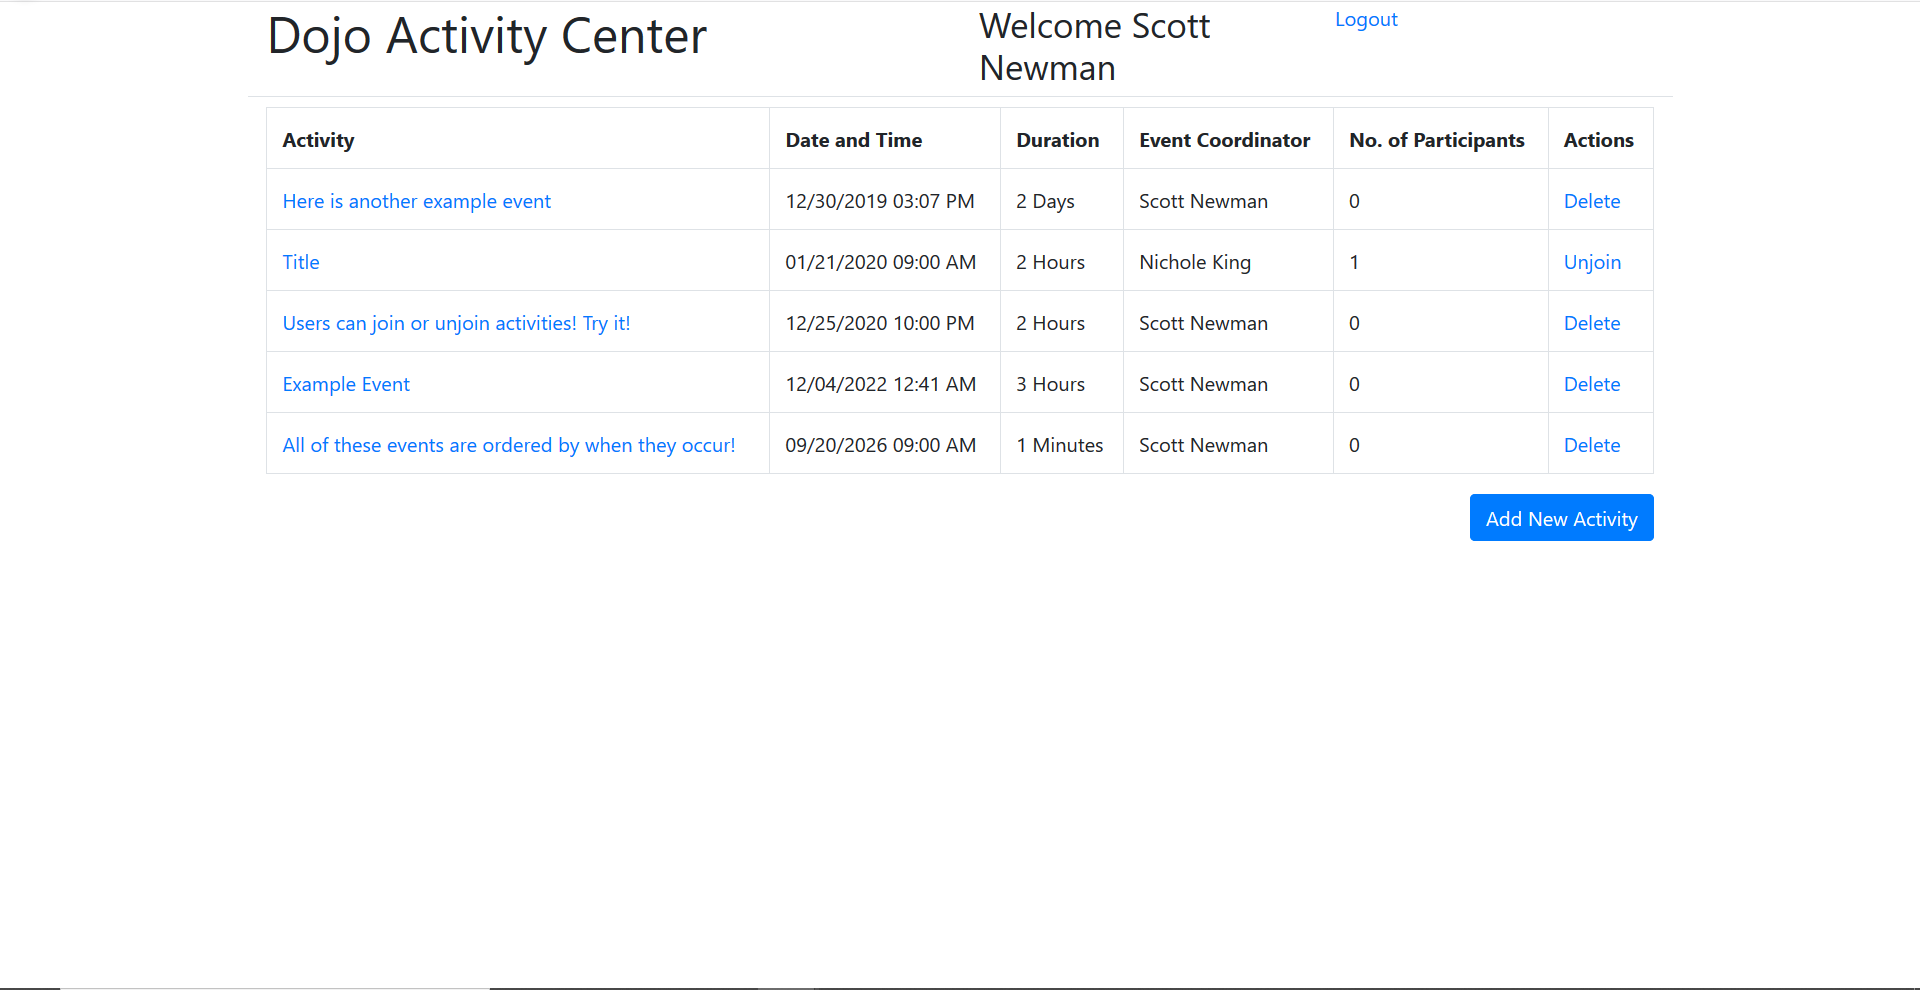 Dojo Activity Center
Welcome Scott
Newman
Logout
Activity Date and Time Duration Event Coordinator No. of Participants Actions
Here is another example event 12/30/2019 03:07 PM 2 Days Scott Newman 0 Delete
Title 01/21/2020 09:00 AM 2 Hours Nichole King 1 Unjoin
Users can join or unjoin activities! Try it! 12/25/2020 10:00 PM 2 Hours Scott Newman 0 Delete
Example Event 12/04/2022 12:41 AM 3 Hours Scott Newman 0 Delete
All of these events are ordered by when they occur! 09/20/2026 09:00 AM 1 Minutes Scott Newman 0 Delete
Add New Activity